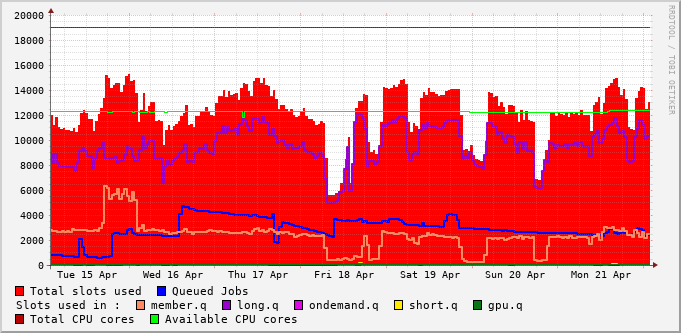 20000
18000
16000
14000
12000
10000
8000
6000
4000
2000
0
Tue 15 Apr Wed 16 Apr Thu 17 Apr Fri 18 Apr Sat 19 Apr Sun 20 Apr Mon 21 Apr
Total slots used Queued Jobs
Slots used in : member.q long.q ondemand.q short.q gpu.q
Total CPU cores Available CPU cores
RRDTOOL / TOBI OETIKER